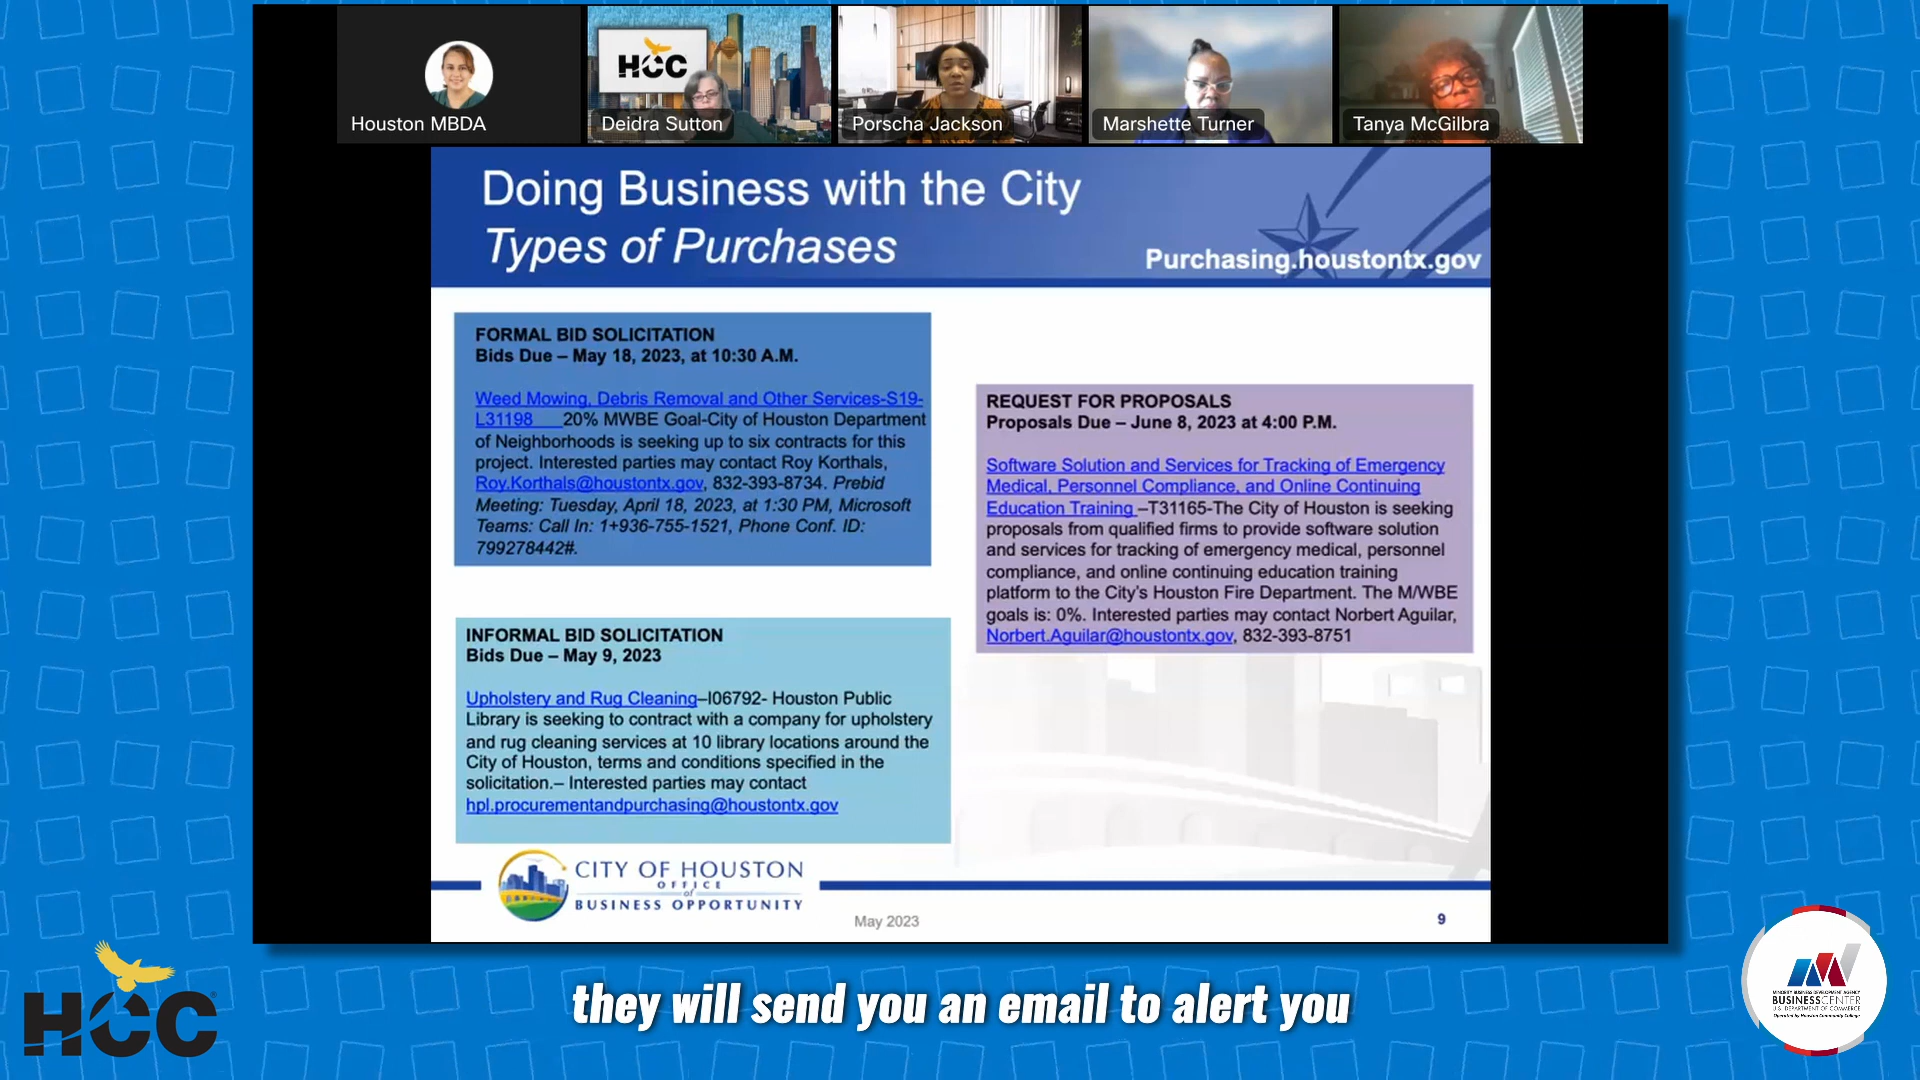 HCC
Houston MBDA
Deidra Sutton
Porscha Jackson
Marshette Turner
Tanya McGilbra
Doing Business with the City
Types of Purchases
Purchasing.houstontx.gov
FORMAL BID SOLICITATION
Bids Due – May 18, 2023, at 10:30 A.M.
Weed Mowing, Debris Removal and Other Services-S19-
L31198 20% MWBE Goal-City of Houston Department
of Neighborhoods is seeking up to six contracts for this
project. Interested parties may contact Roy Korthals,
Roy.Korthals@houstontx.gov, 832-393-8734. Prebid
Meeting: Tuesday, April 18, 2023, at 1:30 PM, Microsoft
Teams: Call In: 1+936-755-1521, Phone Conf. ID:
799278442#.
INFORMAL BID SOLICITATION
Bids Due – May 9, 2023
Upholstery and Rug Cleaning–I06792- Houston Public
Library is seeking to contract with a company for upholstery
and rug cleaning services at 10 library locations around the
City of Houston, terms and conditions specified in the
solicitation.– Interested parties may contact
hpl.procurementandpurchasing@houstontx.gov
REQUEST FOR PROPOSALS
Proposals Due – June 8, 2023 at 4:00 P.M.
Software Solution and Services for Tracking of Emergency
Medical, Personnel Compliance, and Online Continuing
Education Training –T31165-The City of Houston is seeking
proposals from qualified firms to provide software solution
and services for tracking of emergency medical, personnel
compliance, and online continuing education training
platform to the City's Houston Fire Department. The M/WBE
goals is: 0%. Interested parties may contact Norbert Aguilar,
Norbert.Aguilar@houstontx.gov, 832-393-8751
CITY OF HOUSTON
OFFICE
of
BUSINESS OPPORTUNITY
May 2023
9
they will send you an email to alert you
HCC
MINORITY BUSINESS DEVELOPMENT AGENCY
BUSINESS CENTER
U.S. DEPARTMENT OF COMMERCE
Operated by Houston Community College